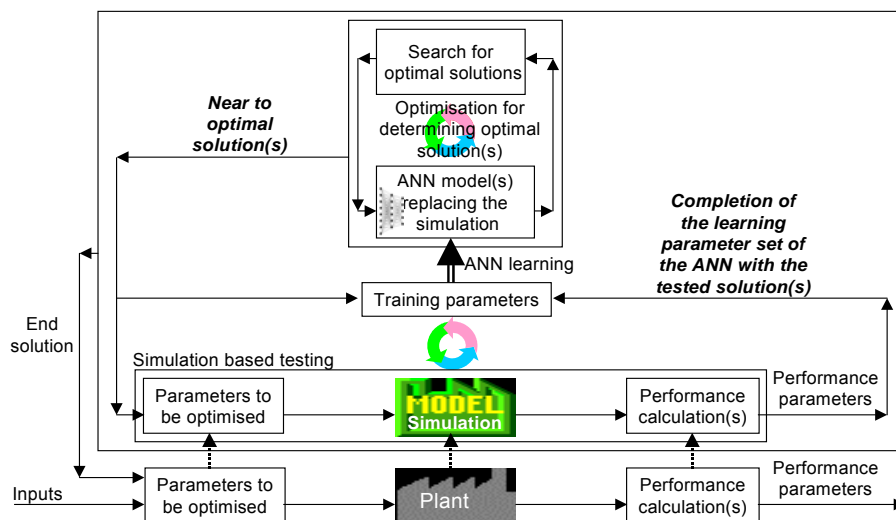 Search for
optimal solutions
Near to
optimal
solution(s)
Optimisation for
determining optimal
solution(s)
ANN model(s)
replacing the
simulation
Completion of
the learning
parameter set of
the ANN with the
tested solution(s)
ANN learning
Training parameters
End
solution
Simulation based testing
Parameters to
be optimised
MODEL
Simulation
Performance
calculation(s)
Performance
parameters
Inputs
Parameters to
be optimised
Plant
Performance
calculation(s)
Performance
parameters